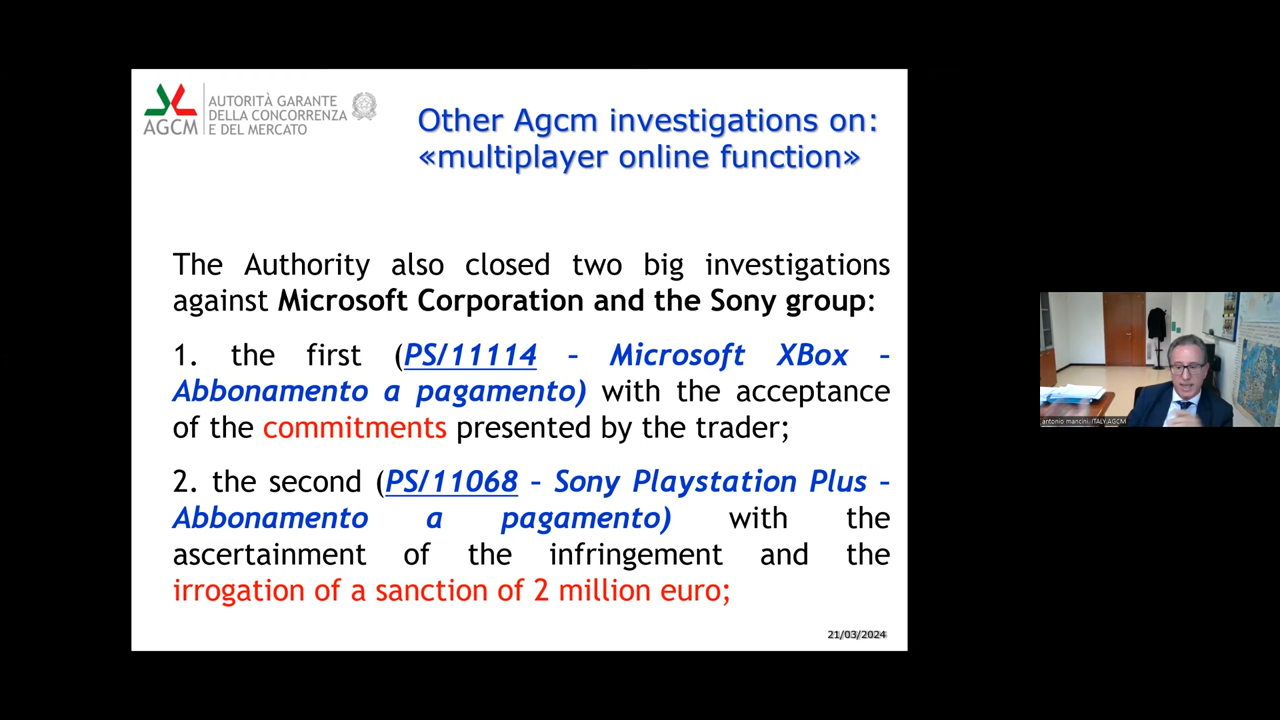 AGCM
AUTORITÀ GARANTE
DELLA CONCORRENZA
E DEL MERCATO
Other Agcm investigations on:
«multiplayer online function»
The Authority also closed two big investigations
against Microsoft Corporation and the Sony group:
1. the first (PS/11114 – Microsoft XBox –
Abbonamento a pagamento) with the acceptance
of the commitments presented by the trader;
2. the second (PS/11068 – Sony Playstation Plus –
Abbonamento a pagamento) with the
ascertainment of the infringement and the
irrogation of a sanction of 2 million euro;
21/03/2024
antonio mancini. ITALY AGCM